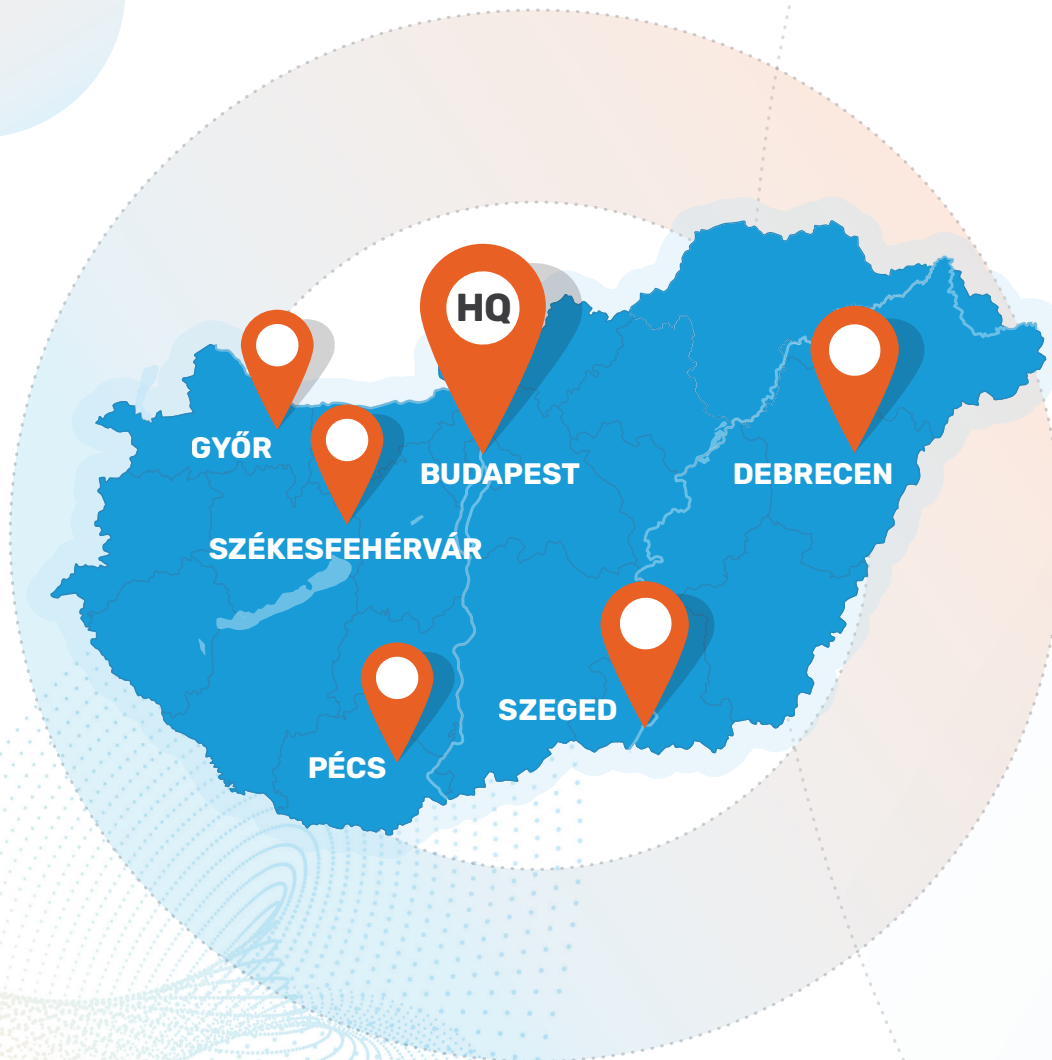 HQ
GYŐR
BUDAPEST
DEBRECEN
SZÉKESFEHÉRVÁR
SZEGED
PÉCS